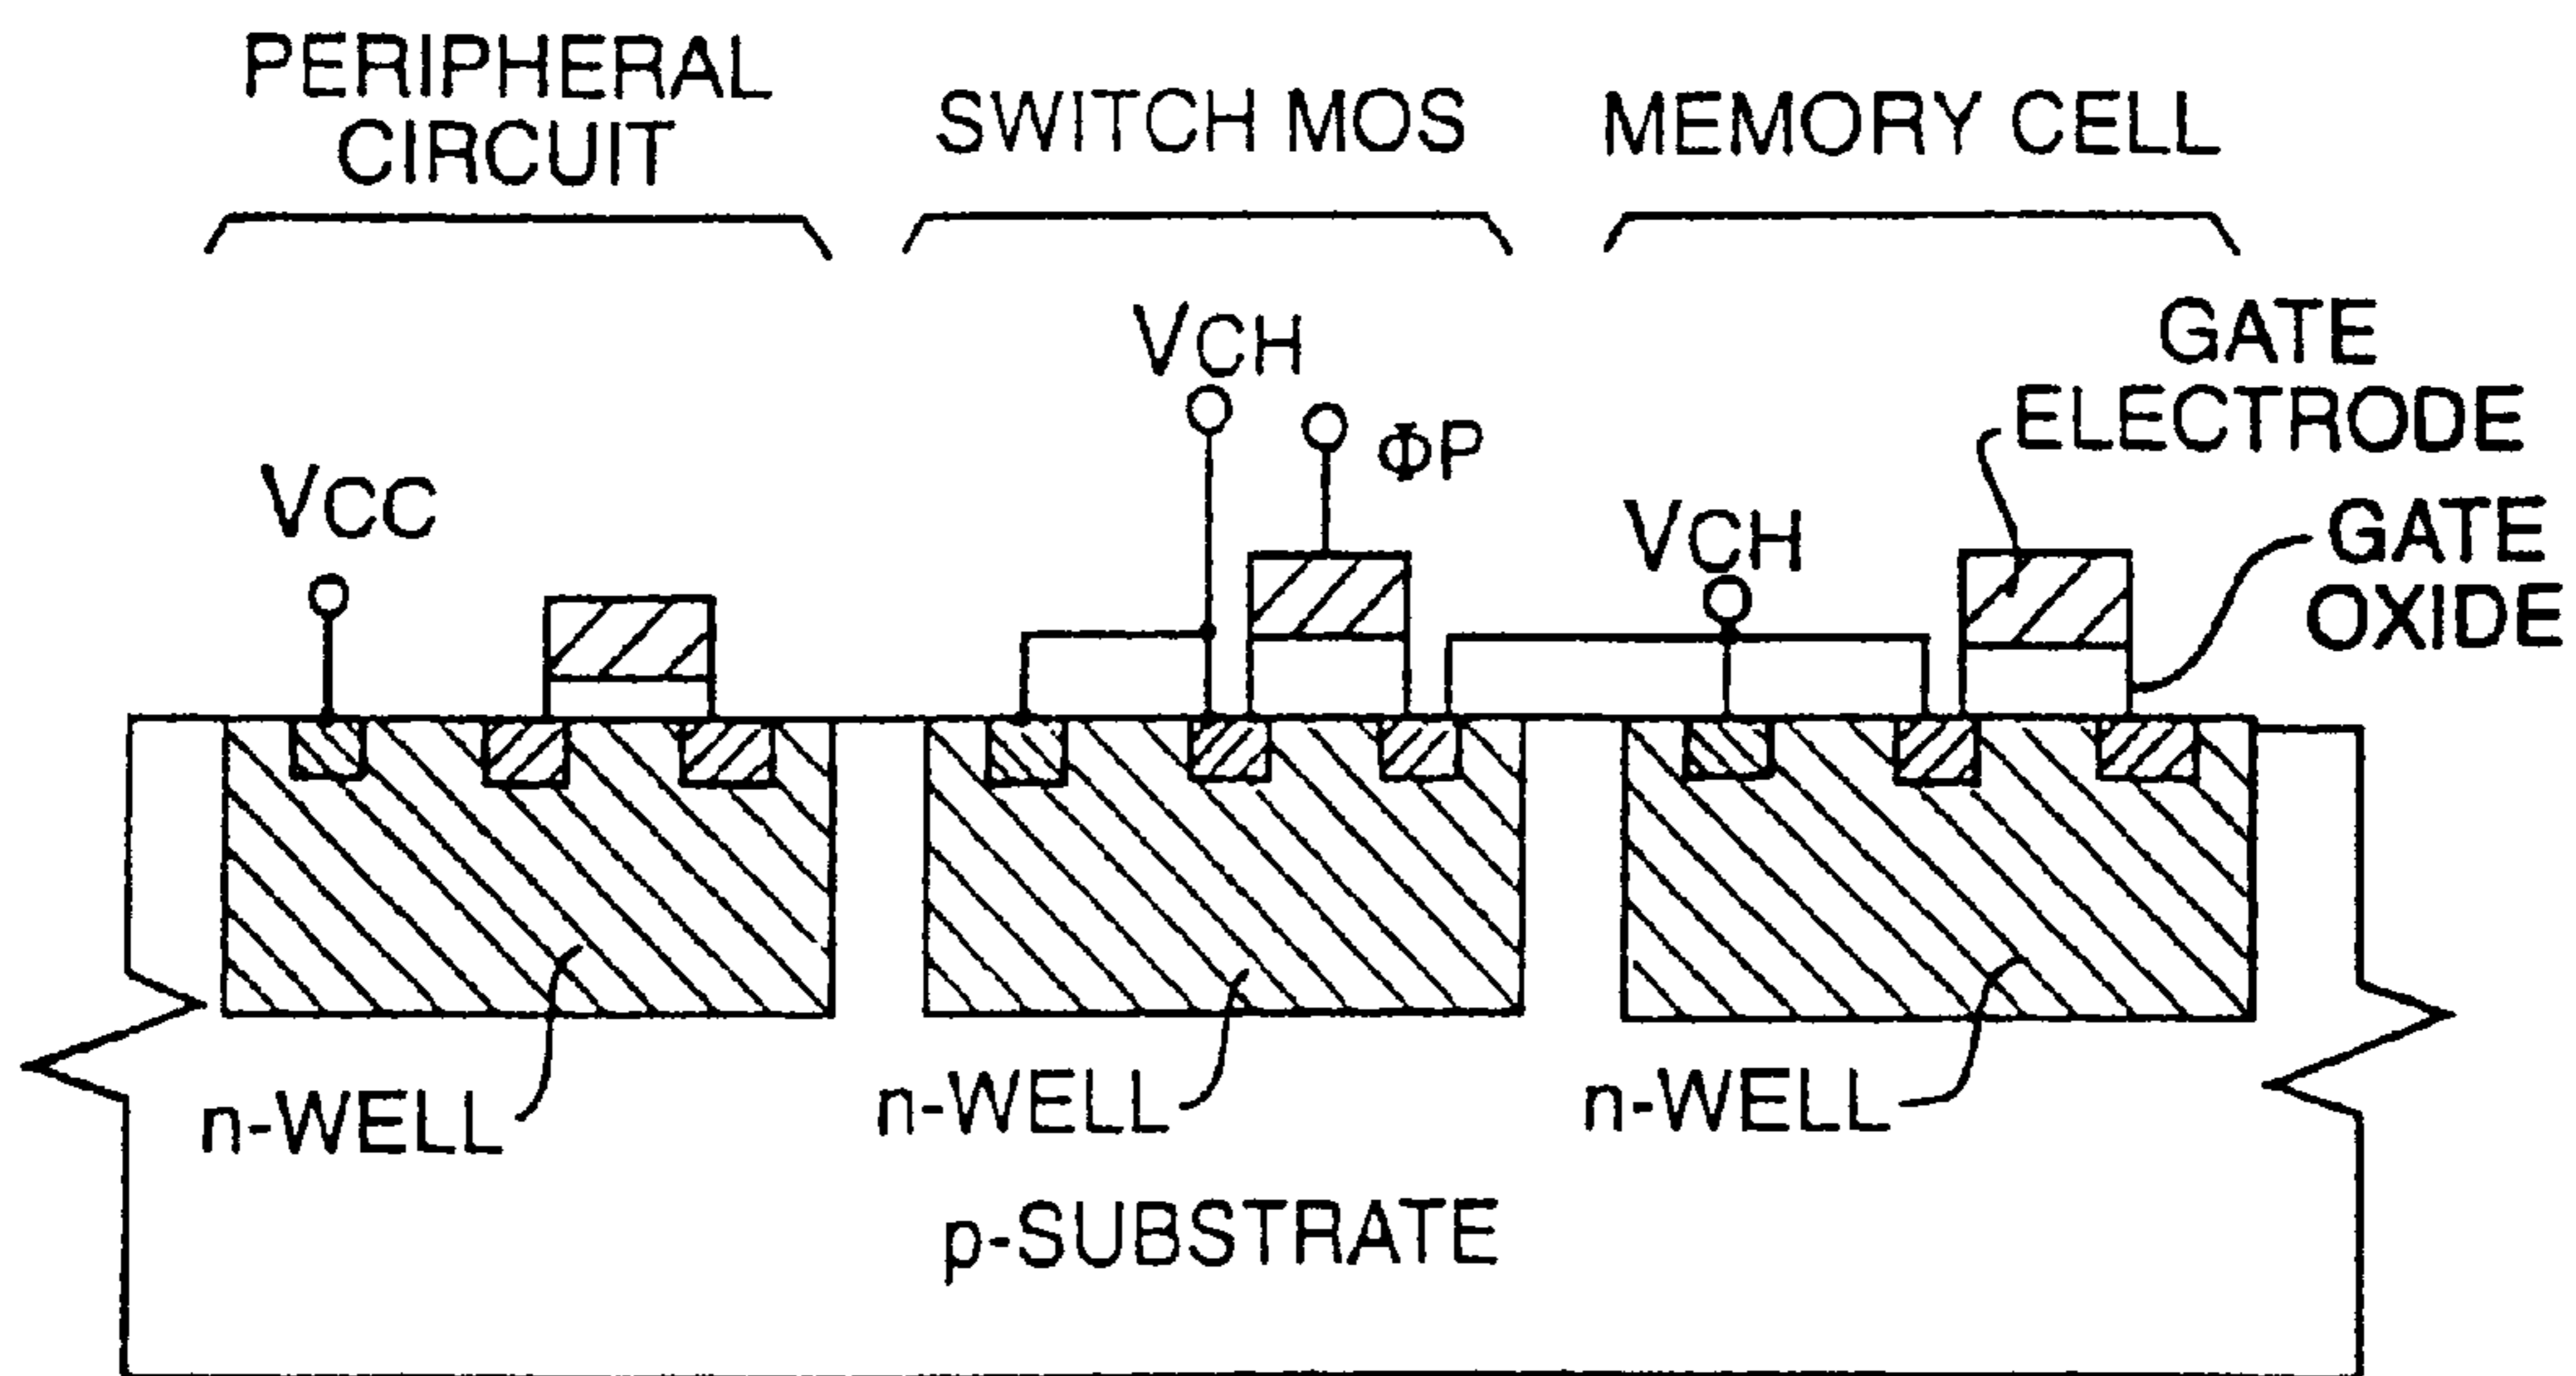 PERIPHERAL
CIRCUIT
SWITCH MOS
MEMORY CELL
VCH
ΦP
GATE
ELECTRODE
VCC
VCH
GATE
OXIDE
n-WELL
n-WELL
n-WELL
p-SUBSTRATE